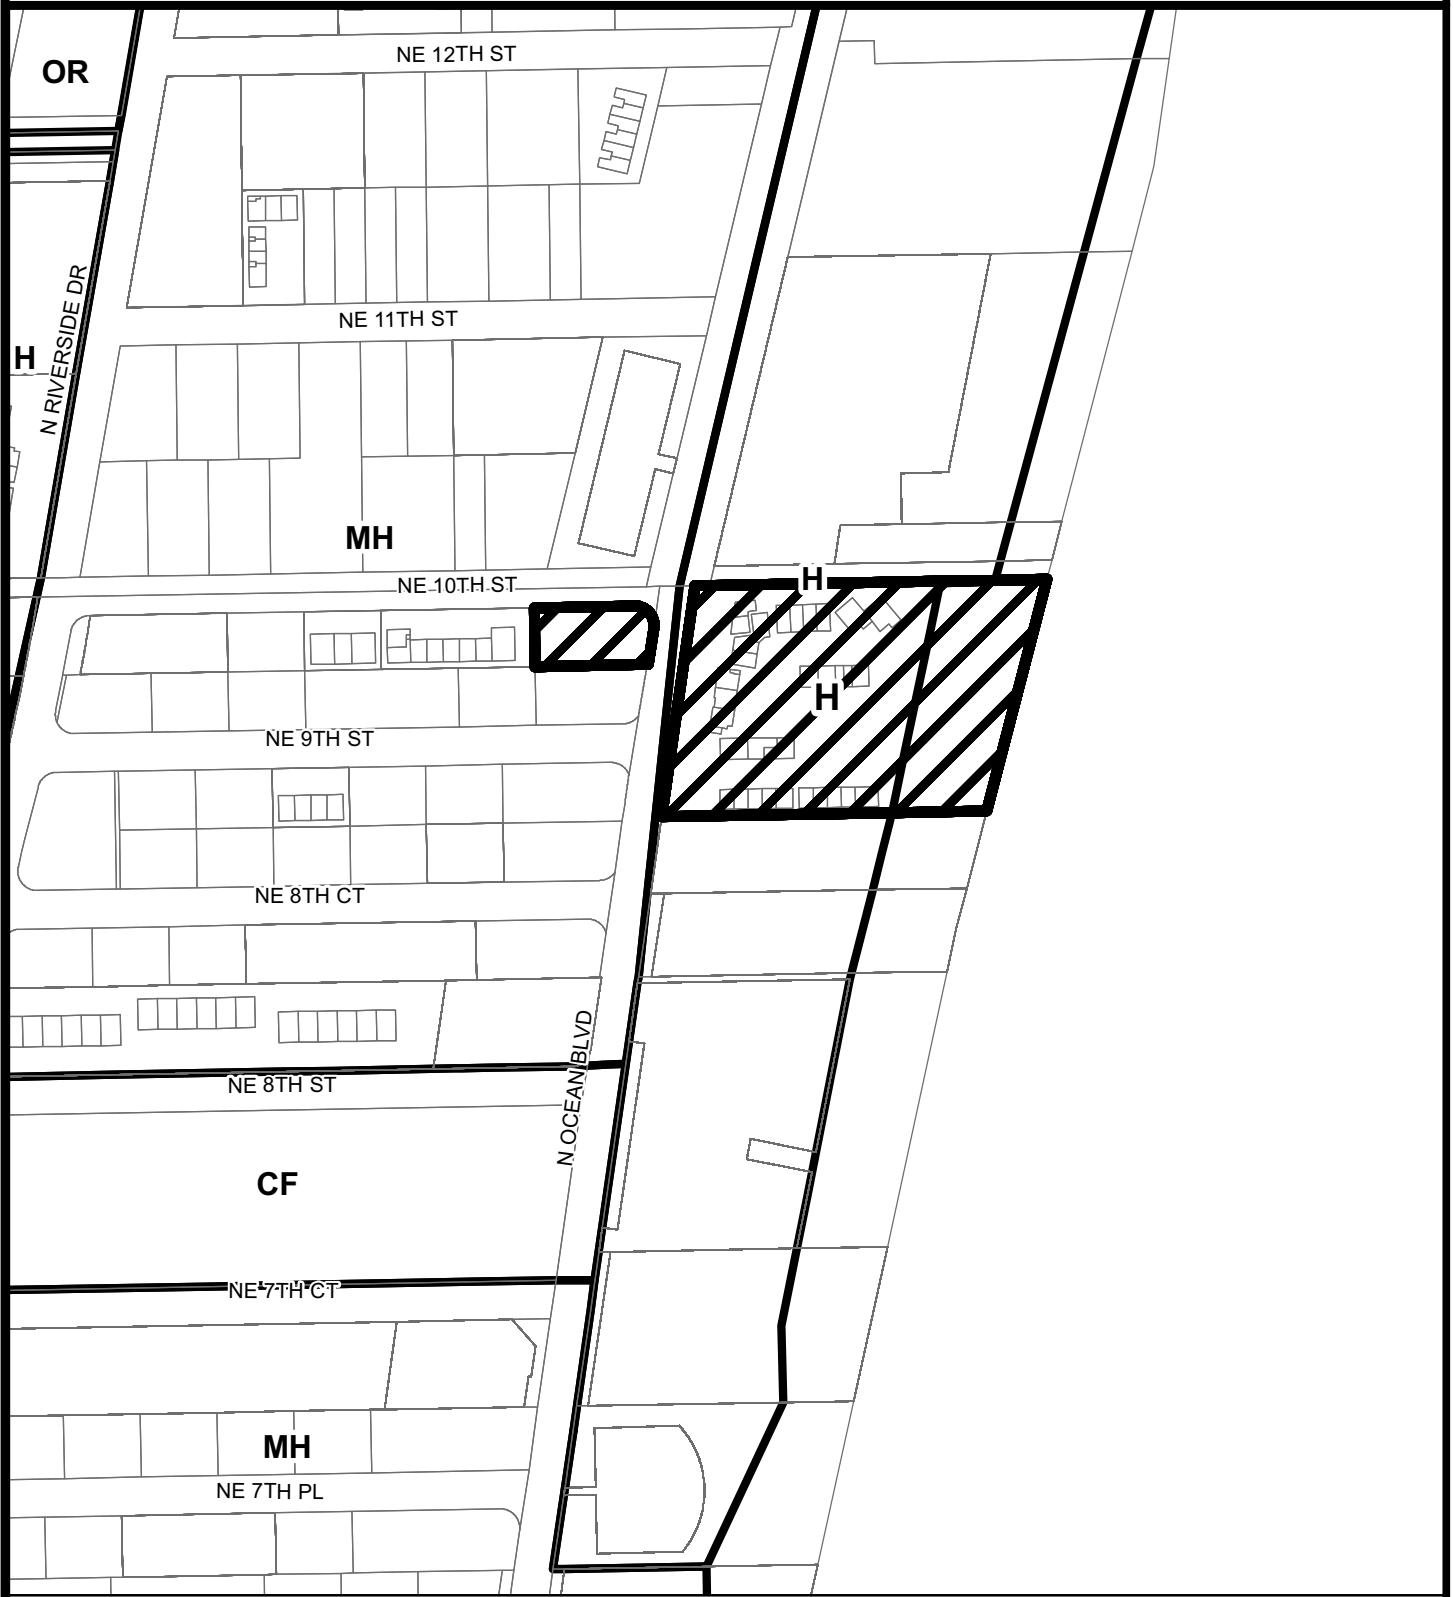 NE 12TH ST
OR
N RIVERSIDE DR
NE 11TH ST
H
MH
NE 10TH ST
H
H
NE 9TH ST
NE 8TH CT
N OCEAN BLVD
NE 8TH ST
CF
NE 7TH CT
MH
NE 7TH PL